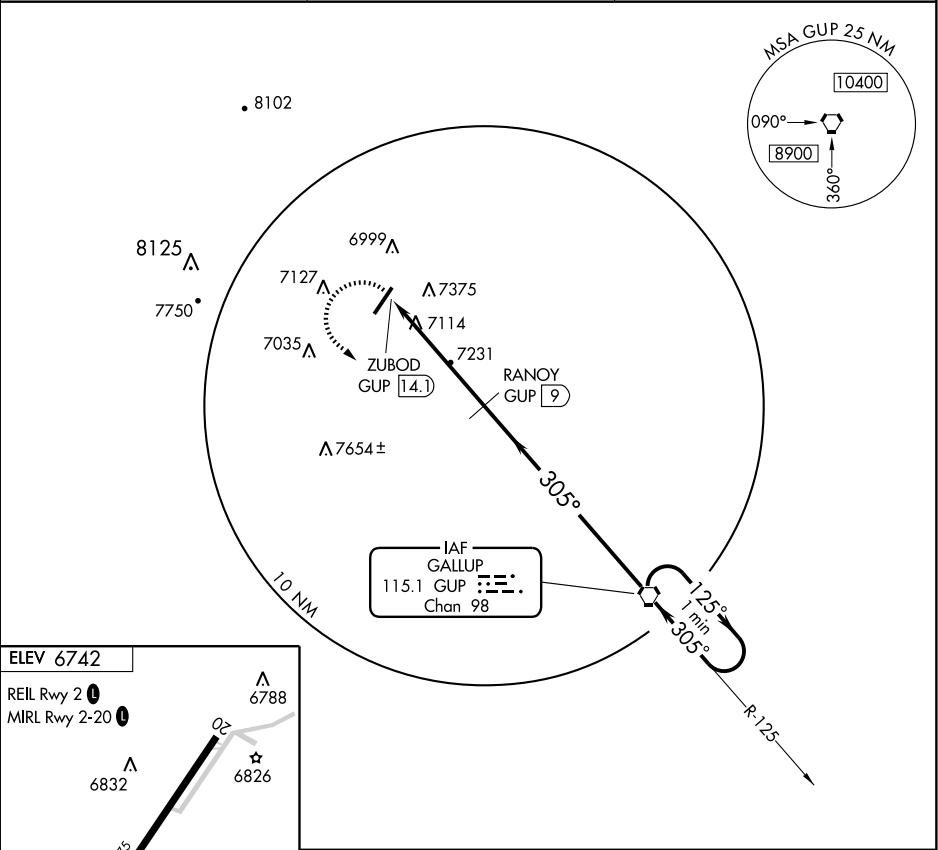 MSA GUP 25 NM
10400
090°
8900
360°
8102
8125
7750
6999
7127
7375
7114
7035
7231
ZUBOD
GUP 14.1
RANOY
GUP 9
7654±
305°
IAF
GALLUP
115.1 GUP
Chan 98
10 NM
125°
1 min
305°
R-125
ELEV 6742
REIL Rwy 2 L
MIRL Rwy 2-20 L
6788
20
6832
6826